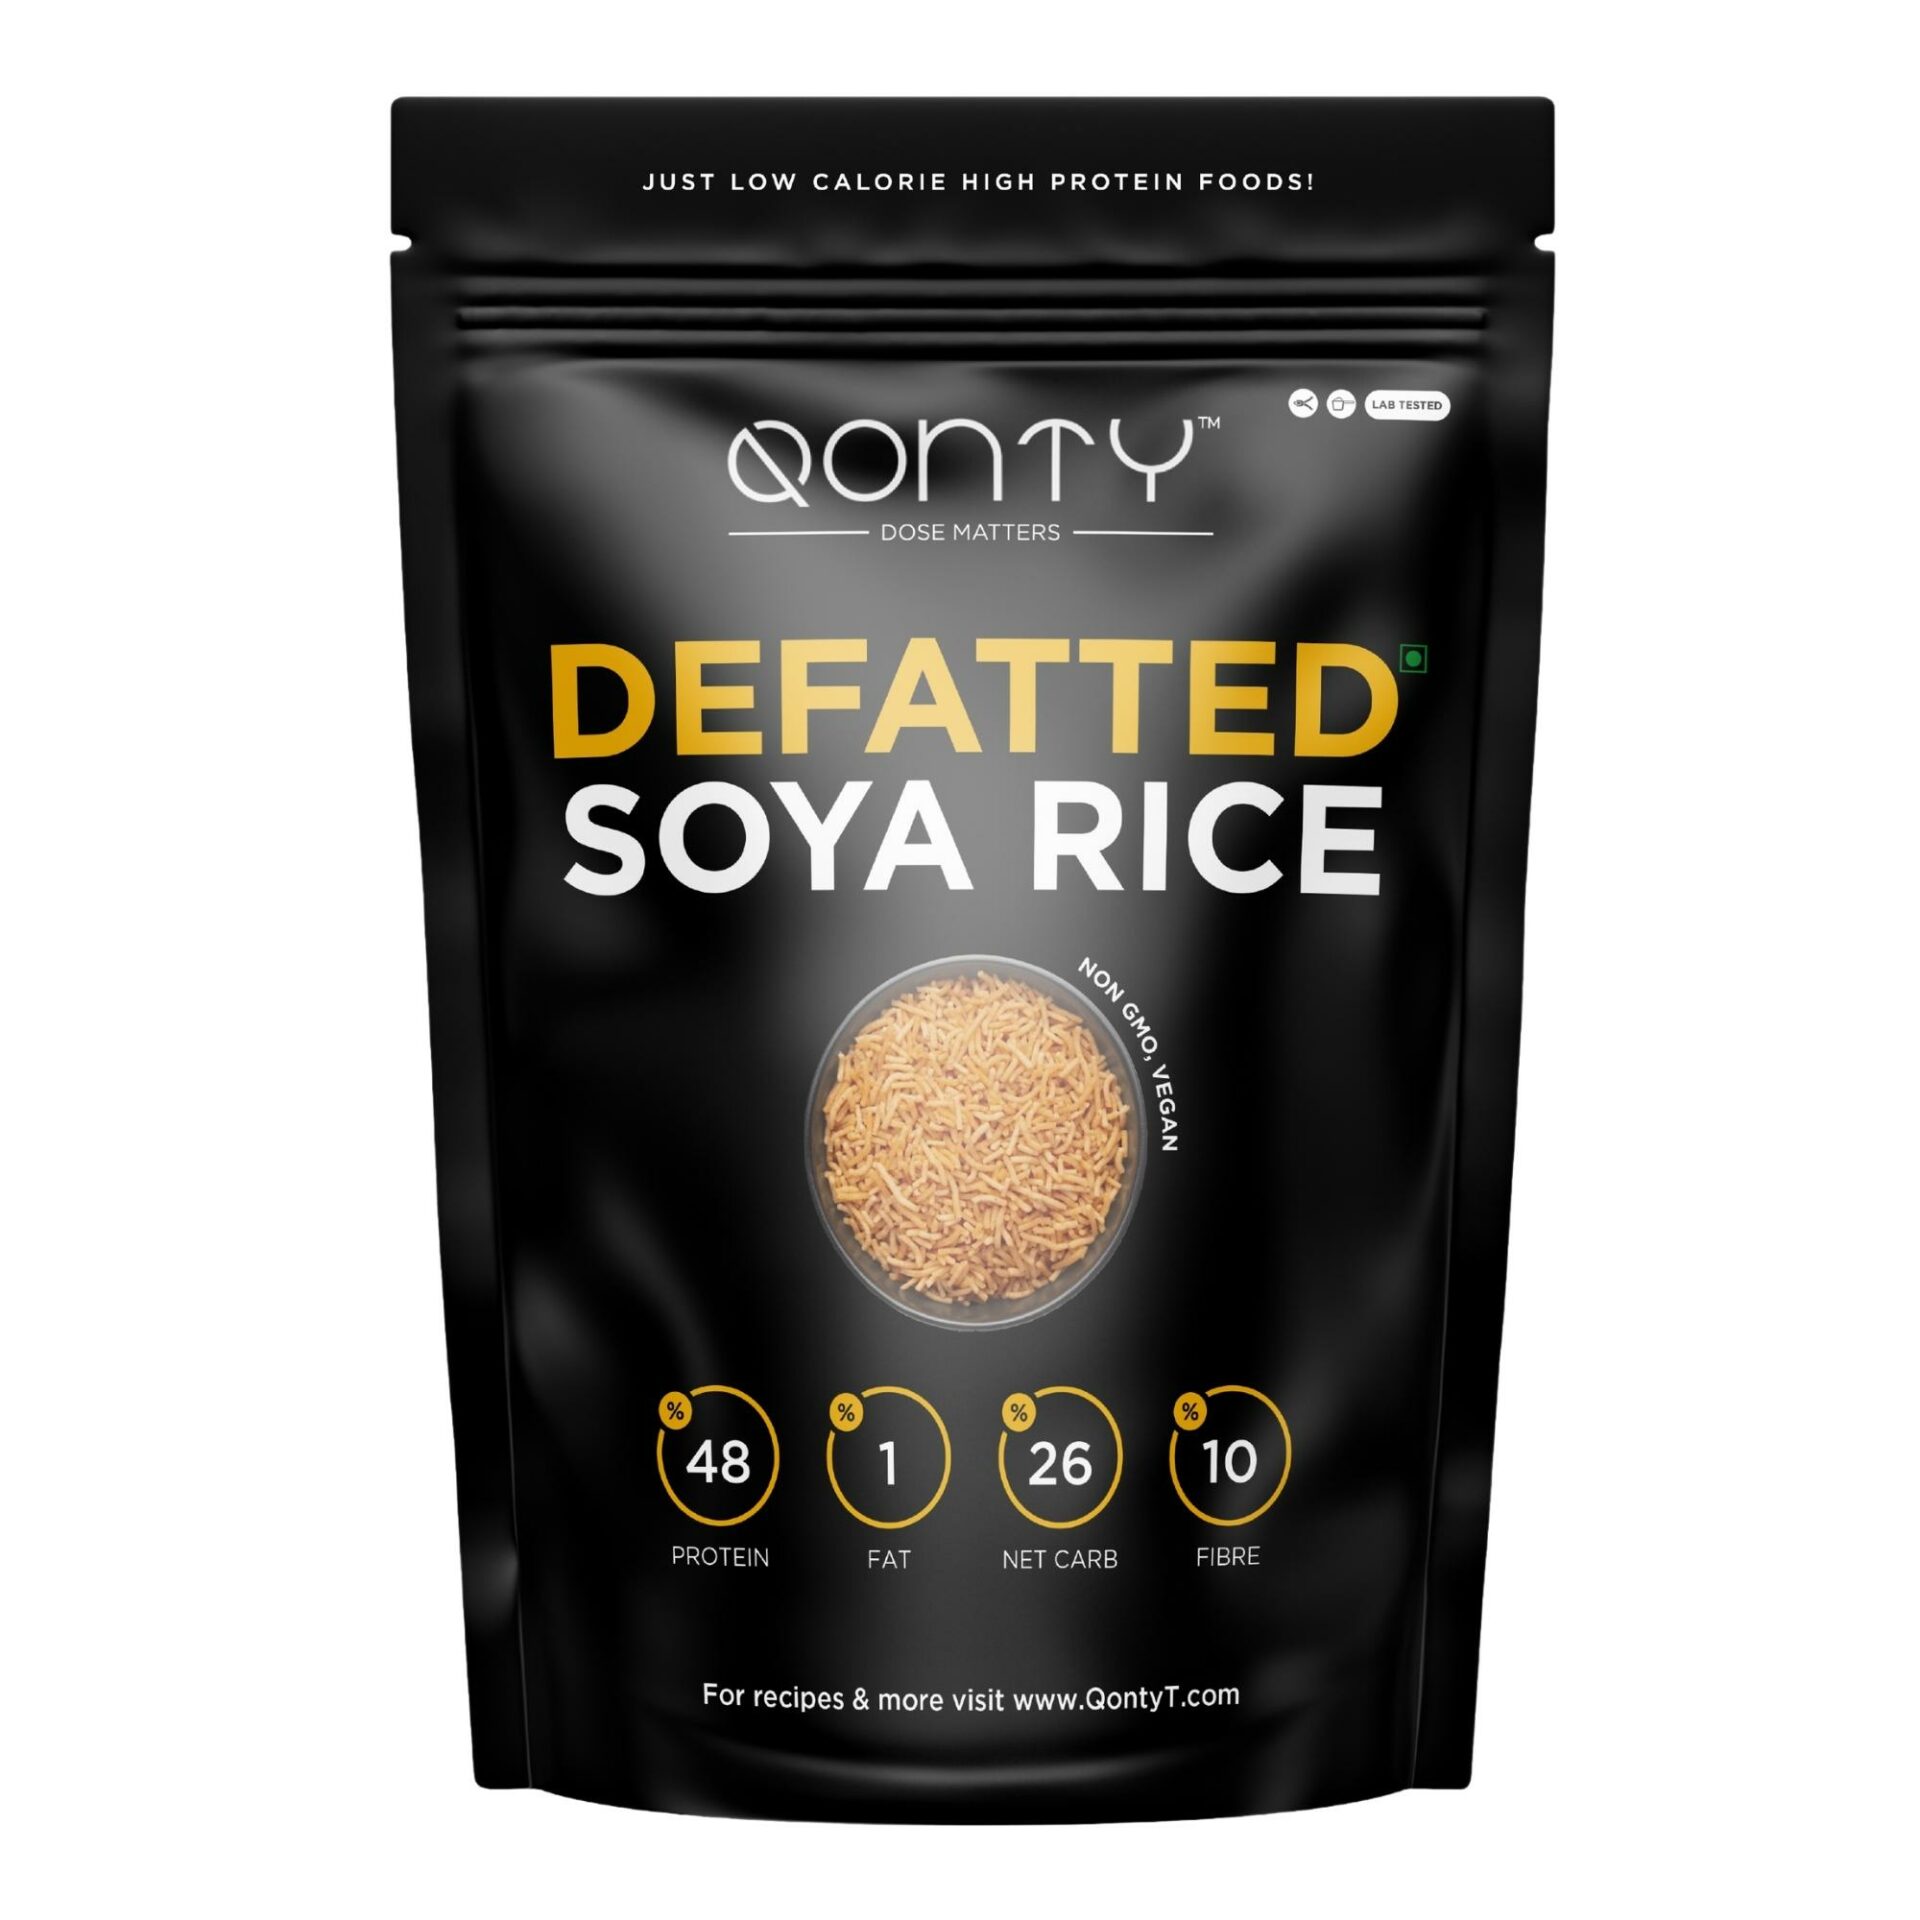 JUST LOW CALORIE HIGH PROTEIN FOODS!
LAB TESTED
QONTY™
DOSE MATTERS
DEFATTED
SOYA RICE
NON GMO, VEGAN
% % % %
48 1 26 10
PROTEIN FAT NET CARB FIBRE
For recipes & more visit www.QontyT.com